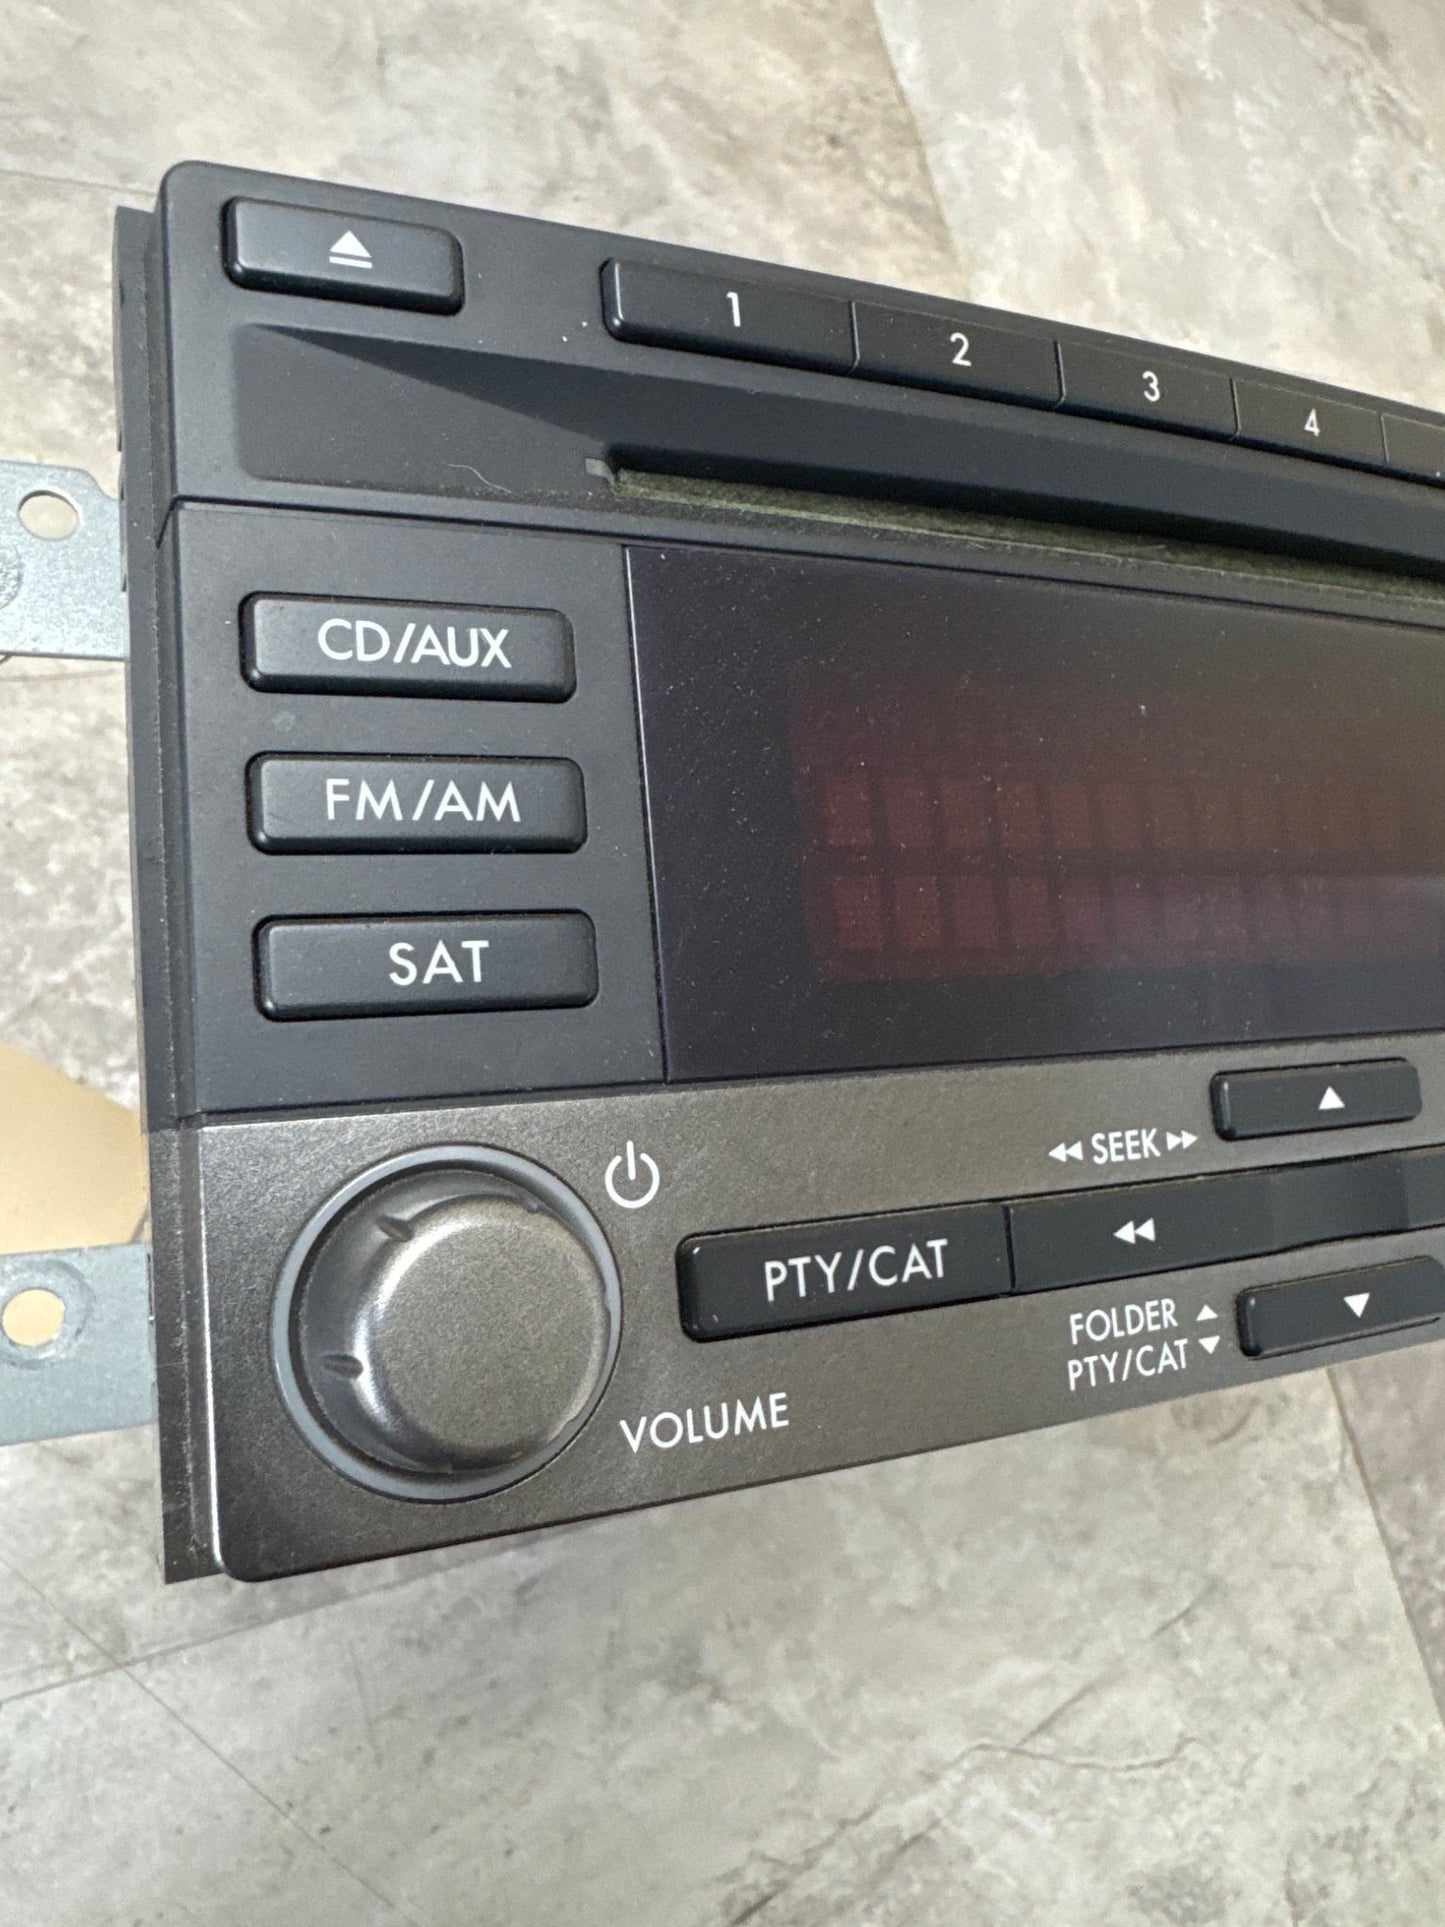 1
2
3
4
CD/AUX
FM/AM
SAT
SEEK
PTY/CAT
FOLDER
PTY/CAT
VOLUME